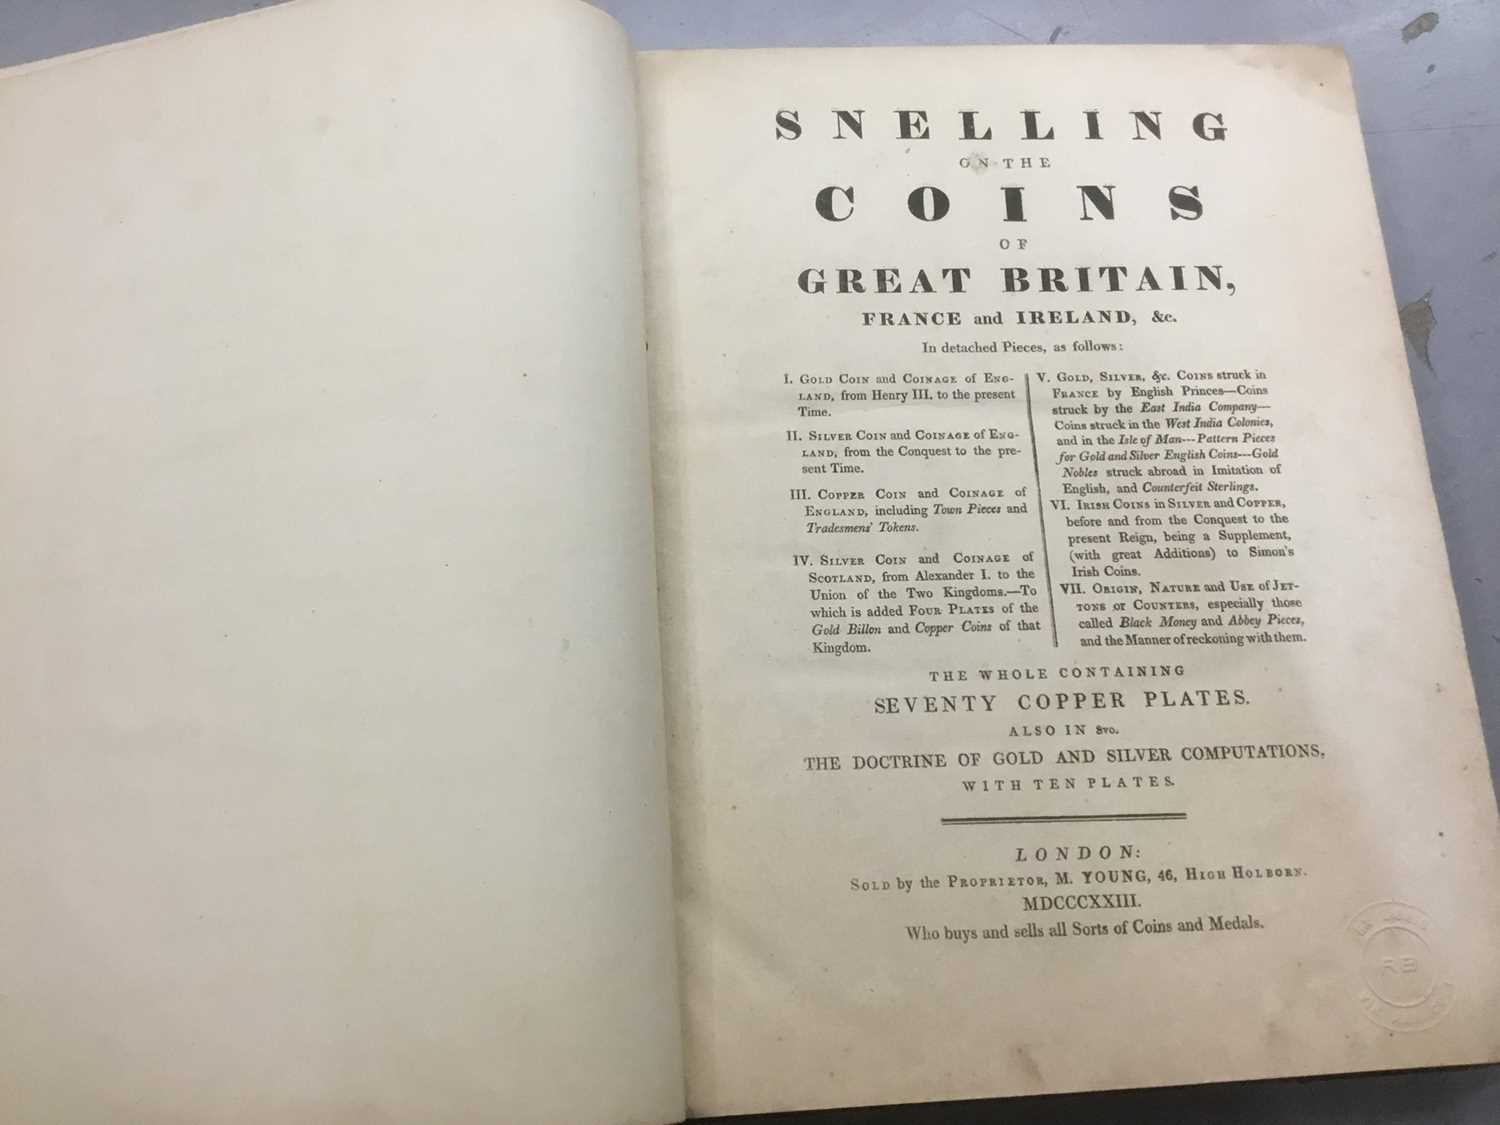 SNELLING
ON THE
COINS
OF
GREAT BRITAIN,
FRANCE and IRELAND, &c.
In detached Pieces, as follows:
I. GOLD COIN and COINAGE of ENG-
LAND, from Henry III. to the present
Time.
II. SILVER COIN and COINAGE of ENG-
LAND, from the Conquest to the pre-
sent Time.
III. COPPER COIN and COINAGE of
ENGLAND, including Town Pieces and
Tradesmens' Tokens.
IV. SILVER COIN and COINAGE of
SCOTLAND, from Alexander I. to the
Union of the Two Kingdoms.—To
which is added FOUR PLATES of the
Gold Billon and Copper Coins of that
Kingdom.
V. GOLD, SILVER, &c. COINS struck in
FRANCE by English Princes—Coins
struck by the East India Company—
Coins struck in the West India Colonies,
and in the Isle of Man---Pattern Pieces
for Gold and Silver English Coins---Gold
Nobles struck abroad in Imitation of
English, and Counterfeit Sterlings.
VI. IRISH COINS in SILVER and COPPER,
before and from the Conquest to the
present Reign, being a Supplement,
(with great Additions) to Simon's
Irish Coins.
VII. ORIGIN, NATURE and USE of JET-
TONS or COUNTERS, especially those
called Black Money and Abbey Pieces,
and the Manner of reckoning with them.
THE WHOLE CONTAINING
SEVENTY COPPER PLATES.
ALSO IN 8vo.
THE DOCTRINE OF GOLD AND SILVER COMPUTATIONS,
WITH TEN PLATES.
LONDON:
SOLD by the PROPRIETOR, M. YOUNG, 46, HIGH HOLBORN.
MDCCCXXIII.
Who buys and sells all Sorts of Coins and Medals.
RB